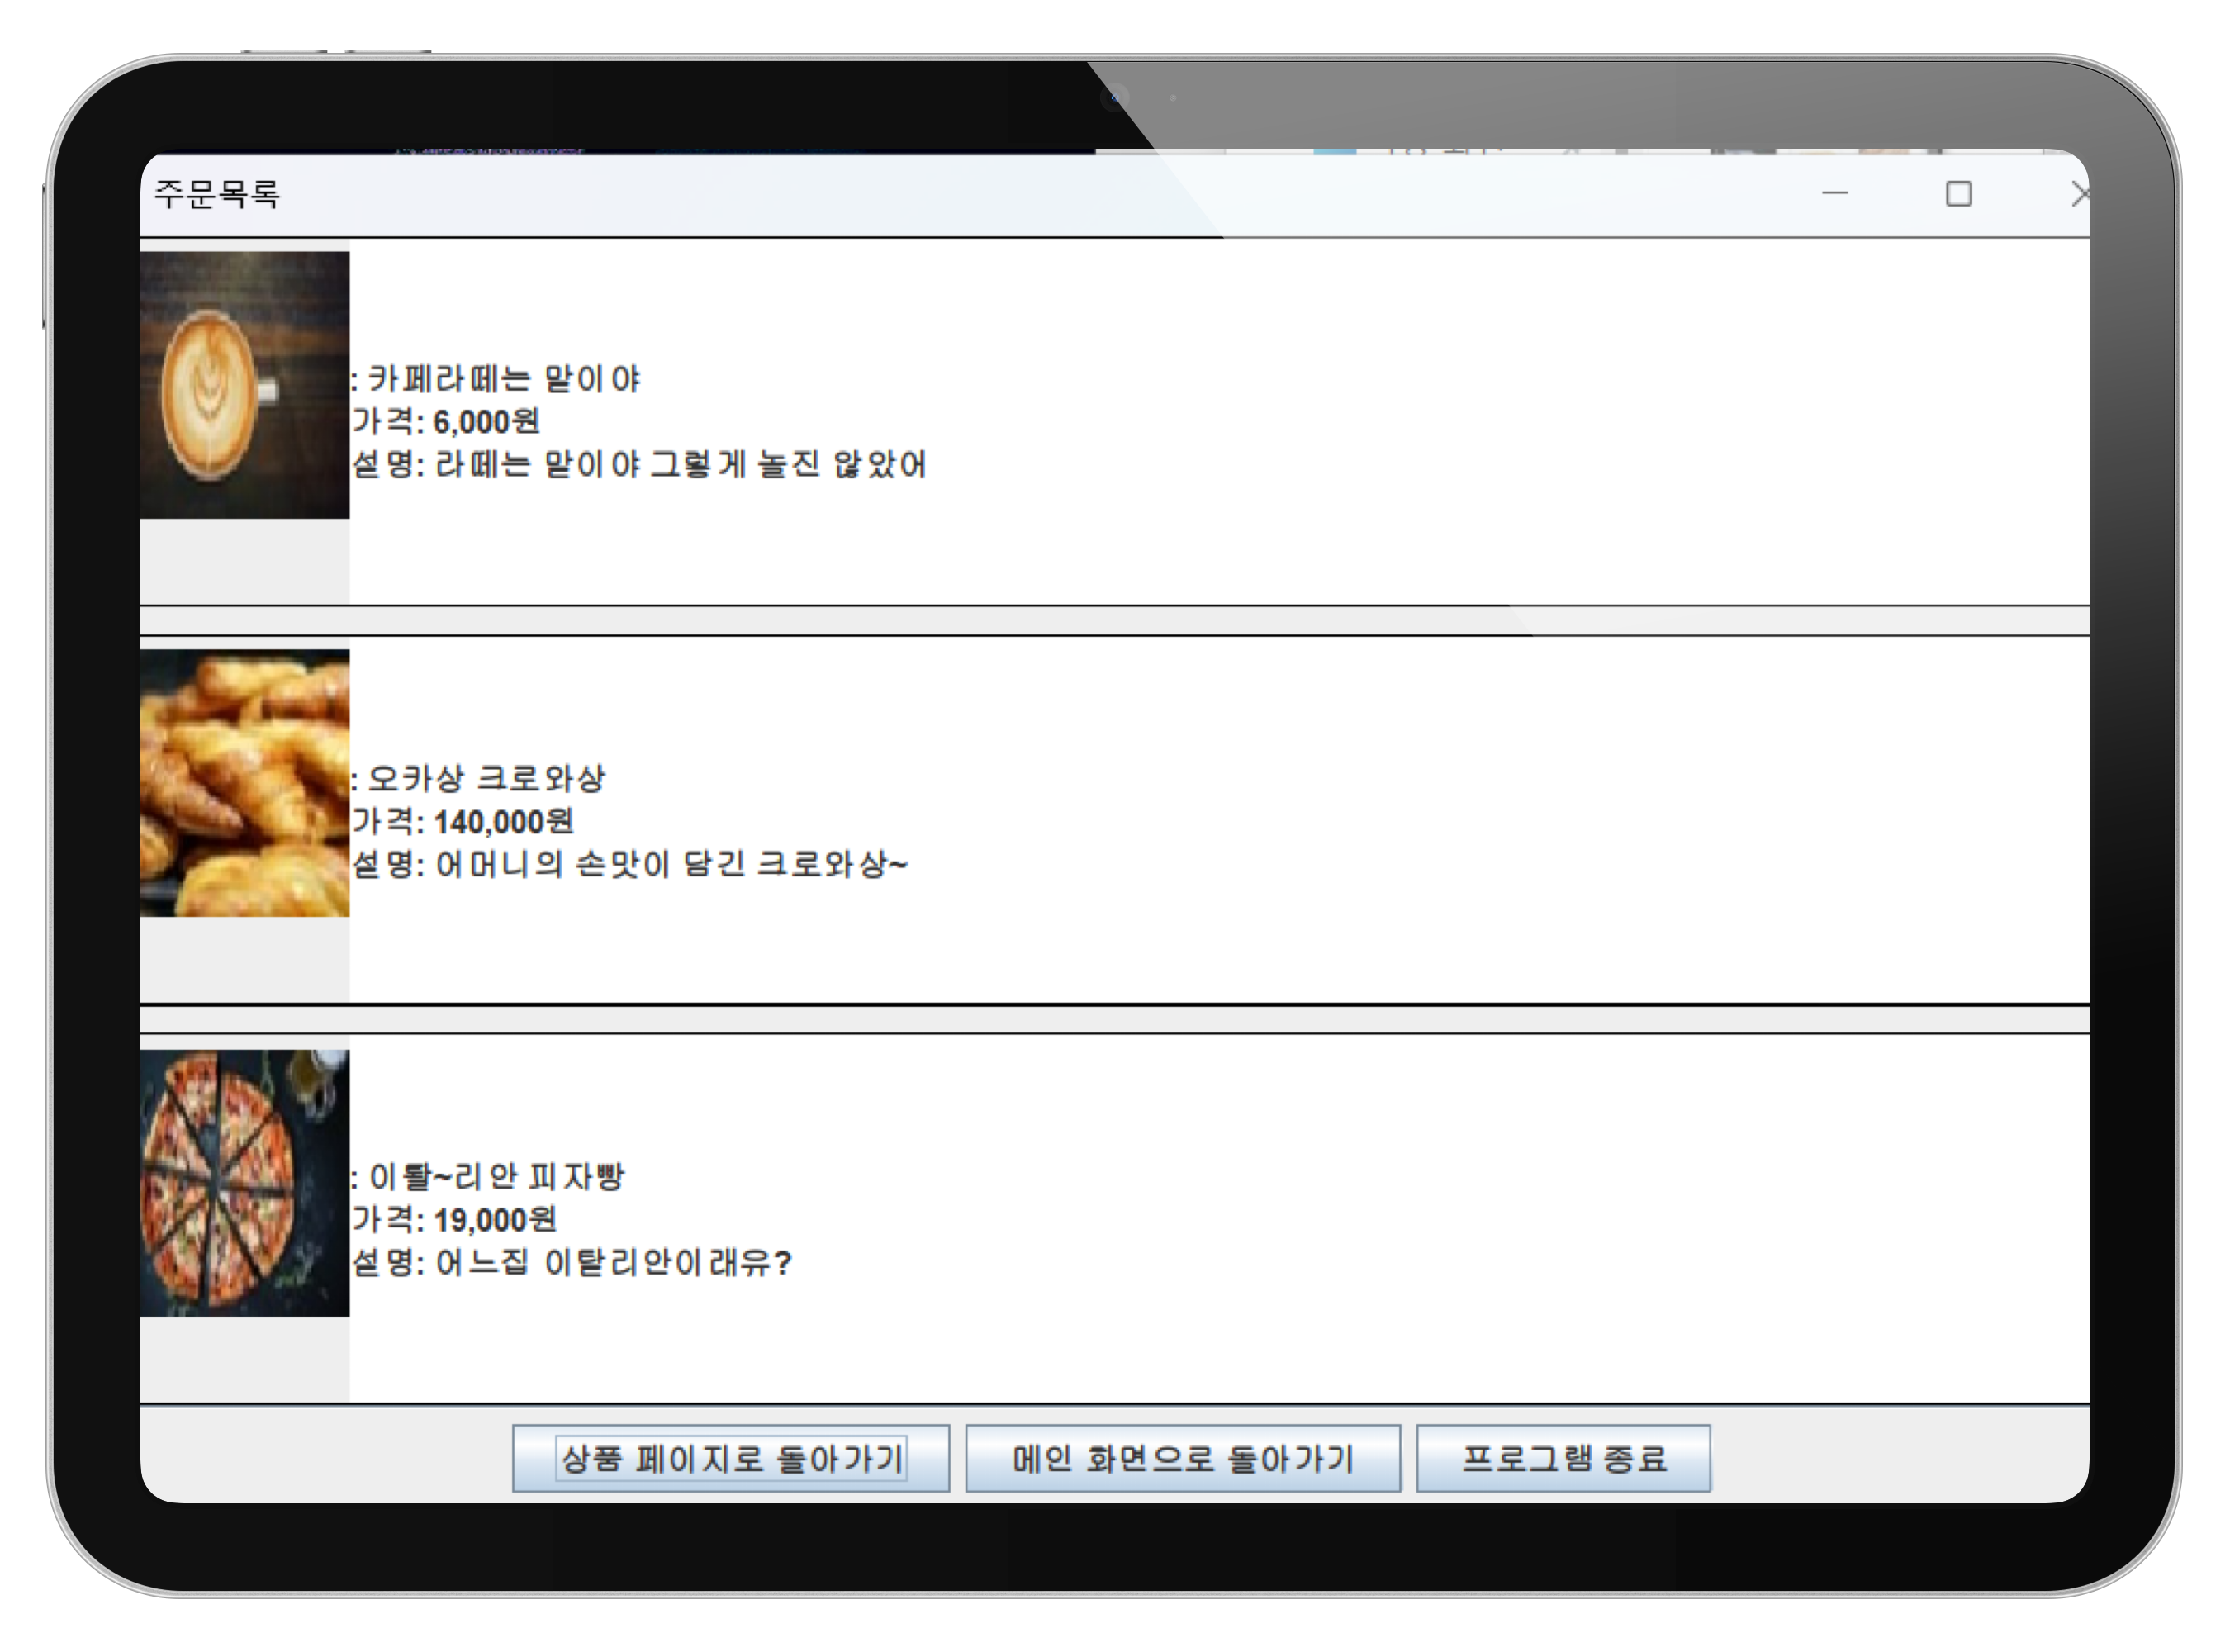 주문목록
: 카페라떼는 맡이야
가격: 6,000원
설명: 라떼는 맡이야 그렇게 놀진 않았어
: 오카상 크로와상
가격: 140,000원
설명: 어머니의 손맛이 담긴 크로와상~
: 이롿~리안 피자빵
가격: 19,000원
설명: 어느집 이탈리안이래유?
상품 페이지로 돌아가기
메인 화면으로 돌아가기
프로그램 종료